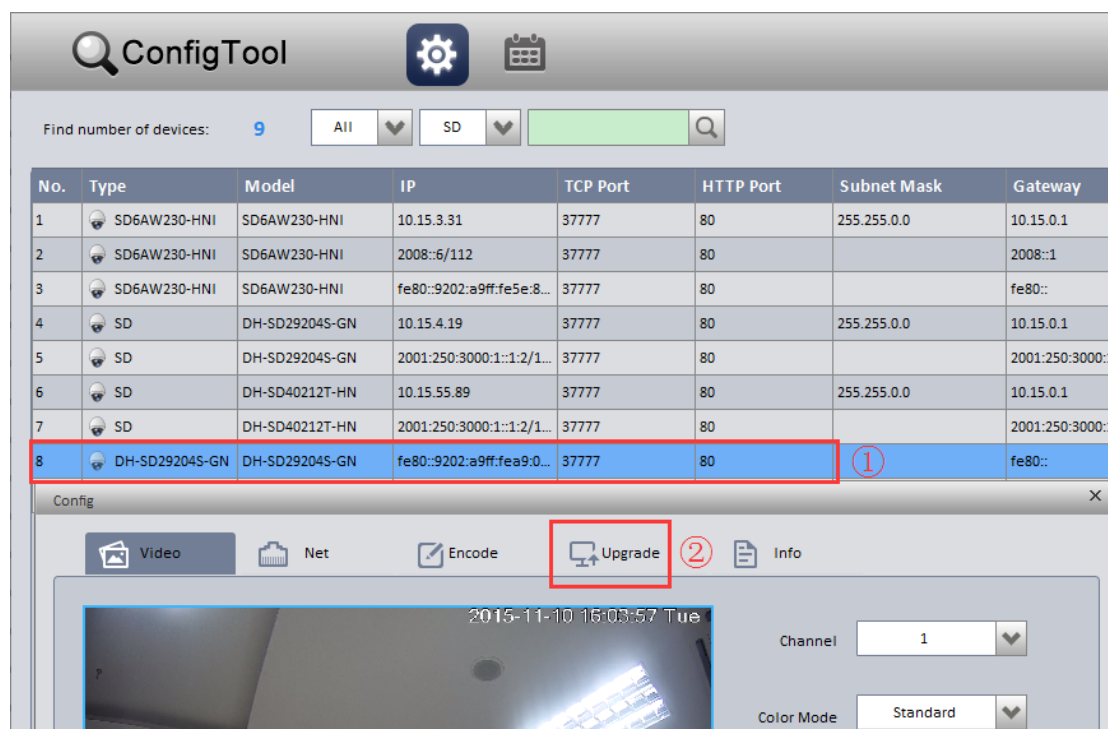 ConfigTool
Find number of devices: 9 All SD
No. Type Model IP TCP Port HTTP Port Subnet Mask Gateway
1 SD6AW230-HNI SD6AW230-HNI 10.15.3.31 37777 80 255.255.0.0 10.15.0.1
2 SD6AW230-HNI SD6AW230-HNI 2008::6/112 37777 80 2008::1
3 SD6AW230-HNI SD6AW230-HNI fe80::9202:a9ff:fe5e:8... 37777 80 fe80::
4 SD DH-SD29204S-GN 10.15.4.19 37777 80 255.255.0.0 10.15.0.1
5 SD DH-SD29204S-GN 2001:250:3000:1::1:2/1... 37777 80 2001:250:3000:
6 SD DH-SD40212T-HN 10.15.55.89 37777 80 255.255.0.0 10.15.0.1
7 SD DH-SD40212T-HN 2001:250:3000:1::1:2/1... 37777 80 2001:250:3000:
8 DH-SD29204S-GN DH-SD29204S-GN fe80::9202:a9ff:fea9:0... 37777 80 ① fe80::
Config
Video Net Encode Upgrade ② Info
2015-11-10 16:03:57 Tue
Channel 1
Color Mode Standard